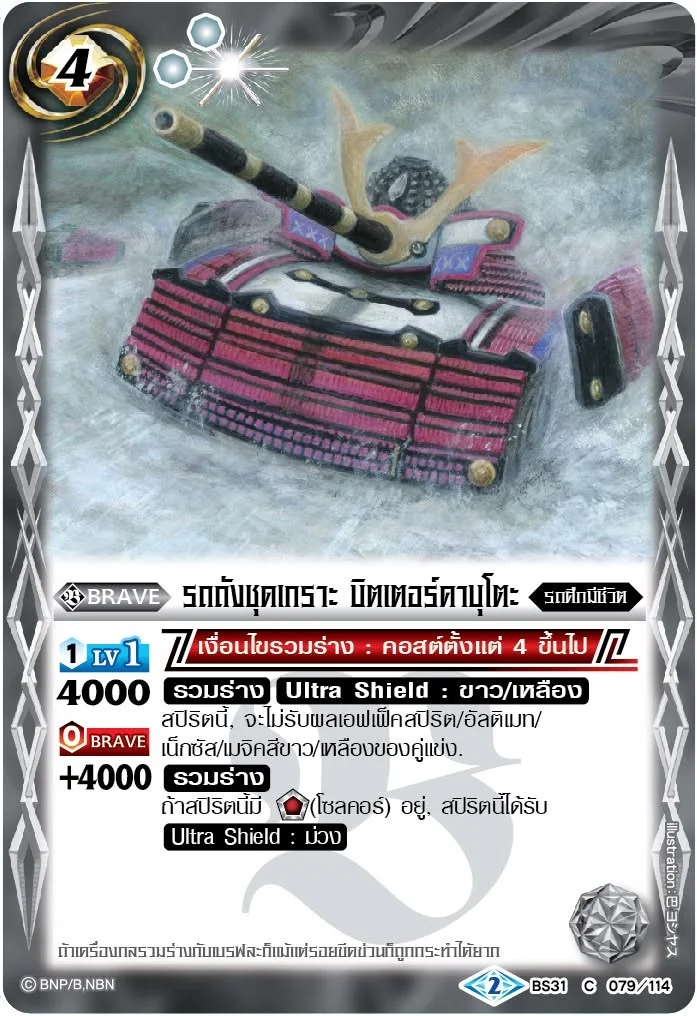 4
BRAVE รถถังชุดเกราะ บิตเตอร์คาบุโตะ รถศึกมีชีวิต
1 LV1
4000
0 BRAVE
+4000
เงื่อนไขรวมร่าง : คอสต์ตั้งแต่ 4 ขึ้นไป
รวมร่าง Ultra Shield : ขาว/เหลือง
สปิริตนี้, จะไม่รับผลเอฟเฟ็คสปิริต/อัลติเมท/
เน็กซัส/เมจิคสีขาว/เหลืองของคู่แข่ง.
รวมร่าง
ถ้าสปิริตนี้มี (โซลคอร์) อยู่, สปิริตนี้ได้รับ
Ultra Shield : ม่วง
illustration:巴ヨシヤス
ถ้าเครื่องกลรวมร่างกับเบรฟละก็แม้แต่รอยขีดข่วนก็ถูกกระทำได้ยาก
© BNP/B,NBN
2 BS31 C 079/114